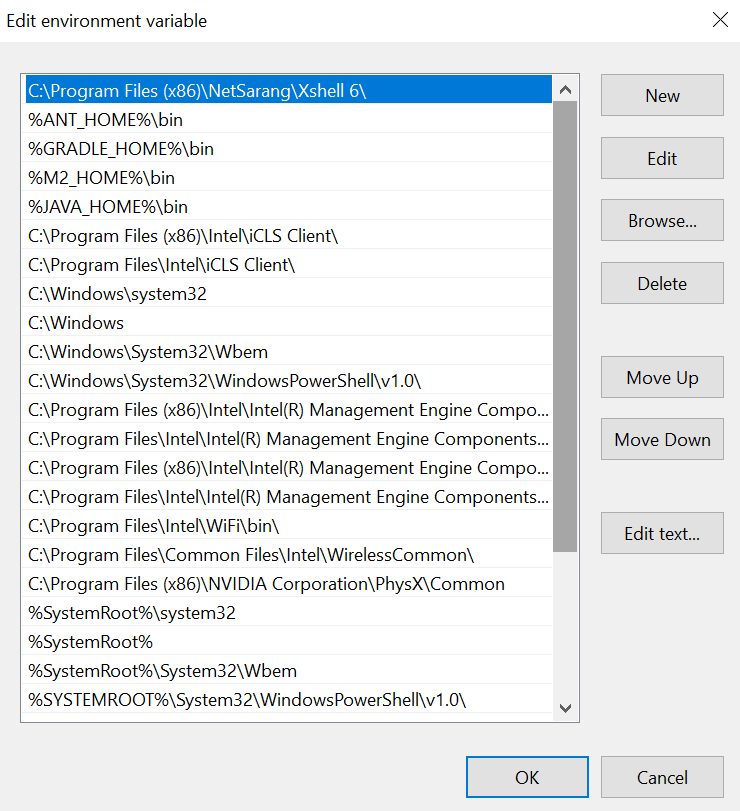 Edit environment variable
C:\Program Files (x86)\NetSarang\Xshell 6\
%ANT_HOME%\bin
%GRADLE_HOME%\bin
%M2_HOME%\bin
%JAVA_HOME%\bin
C:\Program Files (x86)\Intel\iCLS Client\
C:\Program Files\Intel\iCLS Client\
C:\Windows\system32
C:\Windows
C:\Windows\System32\Wbem
C:\Windows\System32\WindowsPowerShell\v1.0\
C:\Program Files (x86)\Intel\Intel(R) Management Engine Compo...
C:\Program Files\Intel\Intel(R) Management Engine Components...
C:\Program Files (x86)\Intel\Intel(R) Management Engine Compo...
C:\Program Files\Intel\Intel(R) Management Engine Components...
C:\Program Files\Intel\WiFi\bin\
C:\Program Files\Common Files\Intel\WirelessCommon\
C:\Program Files (x86)\NVIDIA Corporation\PhysX\Common
%SystemRoot%\system32
%SystemRoot%
%SystemRoot%\System32\Wbem
%SYSTEMROOT%\System32\WindowsPowerShell\v1.0\
New
Edit
Browse...
Delete
Move Up
Move Down
Edit text...
OK
Cancel